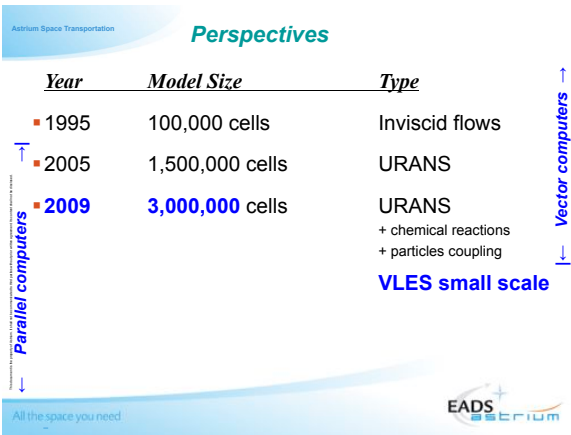 Astrium Space Transportation
Perspectives
Year Model Size Type
▪ 1995 100,000 cells Inviscid flows
▪ 2005 1,500,000 cells URANS
▪ 2009 3,000,000 cells URANS
+ chemical reactions
+ particles coupling
VLES small scale
← Parallel computers →|
|← Vector computers →
All the space you need
EADS
astrium